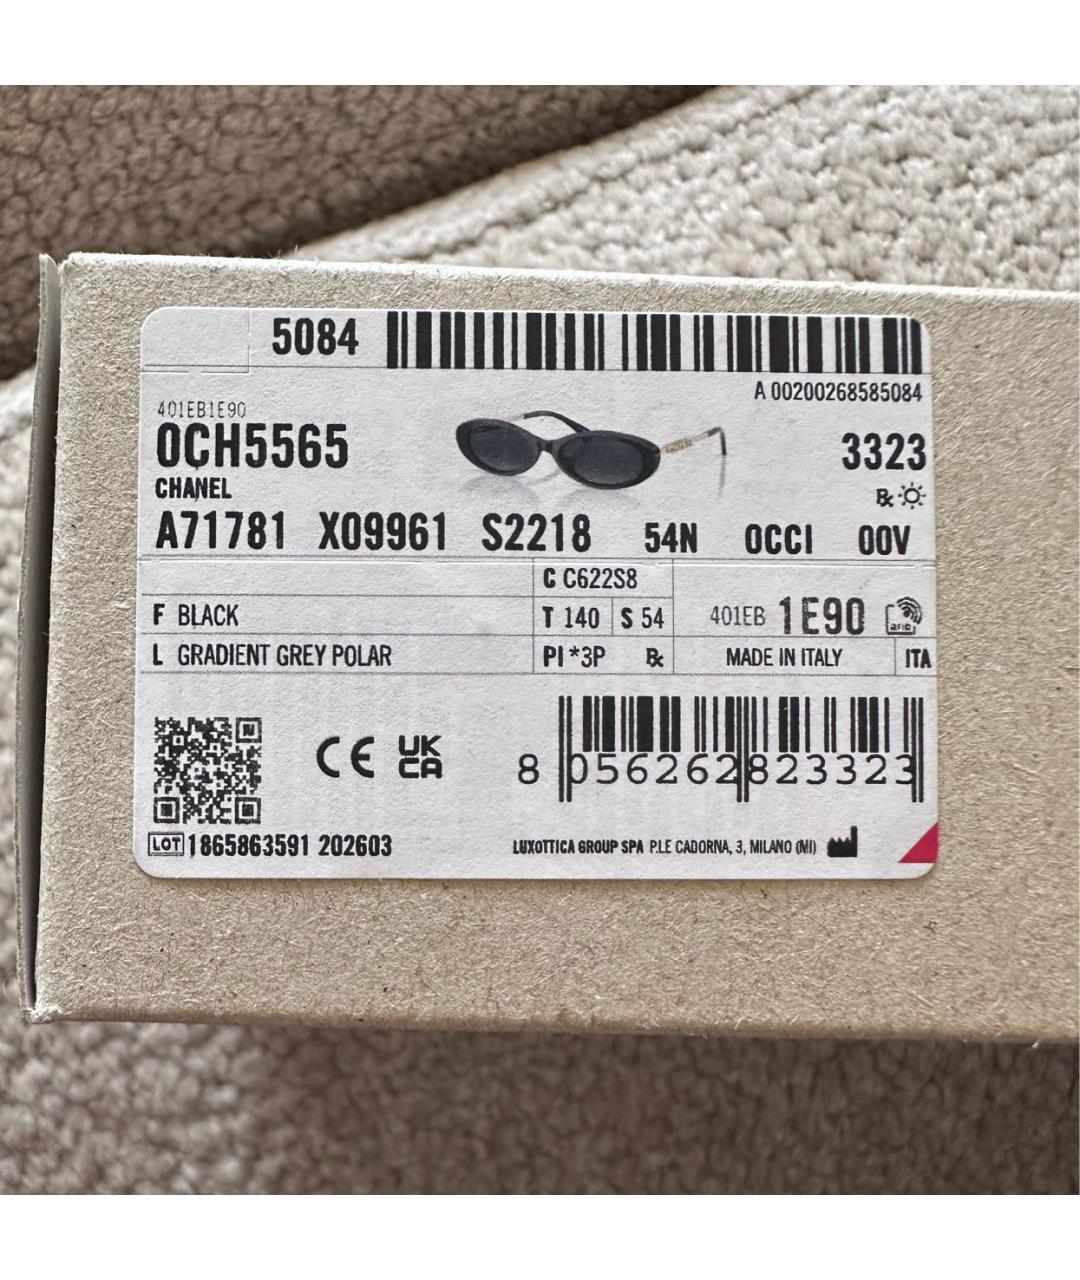 5084
A 00200268585084
401EB1E90
0CH5565
3323
CHANEL
A71781 X09961 S2218 54N OCCI 00V
C C622S8
F BLACK T 140 S 54 401EB 1E90
RFID
L GRADIENT GREY POLAR PI *3P Rx MADE IN ITALY ITA
CE UK CA
8 056262 823323
LOT 1865863591 202603 LUXOTTICA GROUP SPA P.LE CADORNA, 3, MILANO (MI)